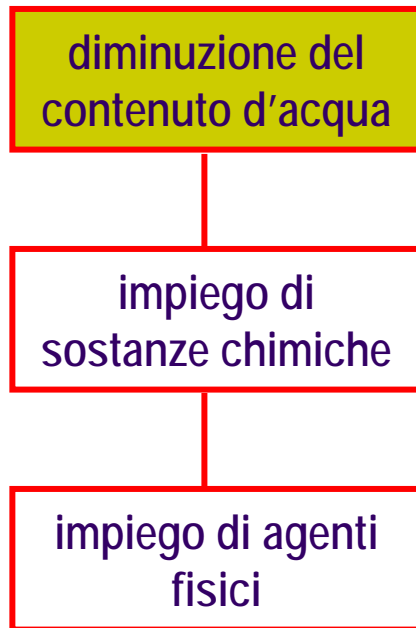 diminuzione del
contenuto d’acqua
impiego di
sostanze chimiche
impiego di agenti
fisici